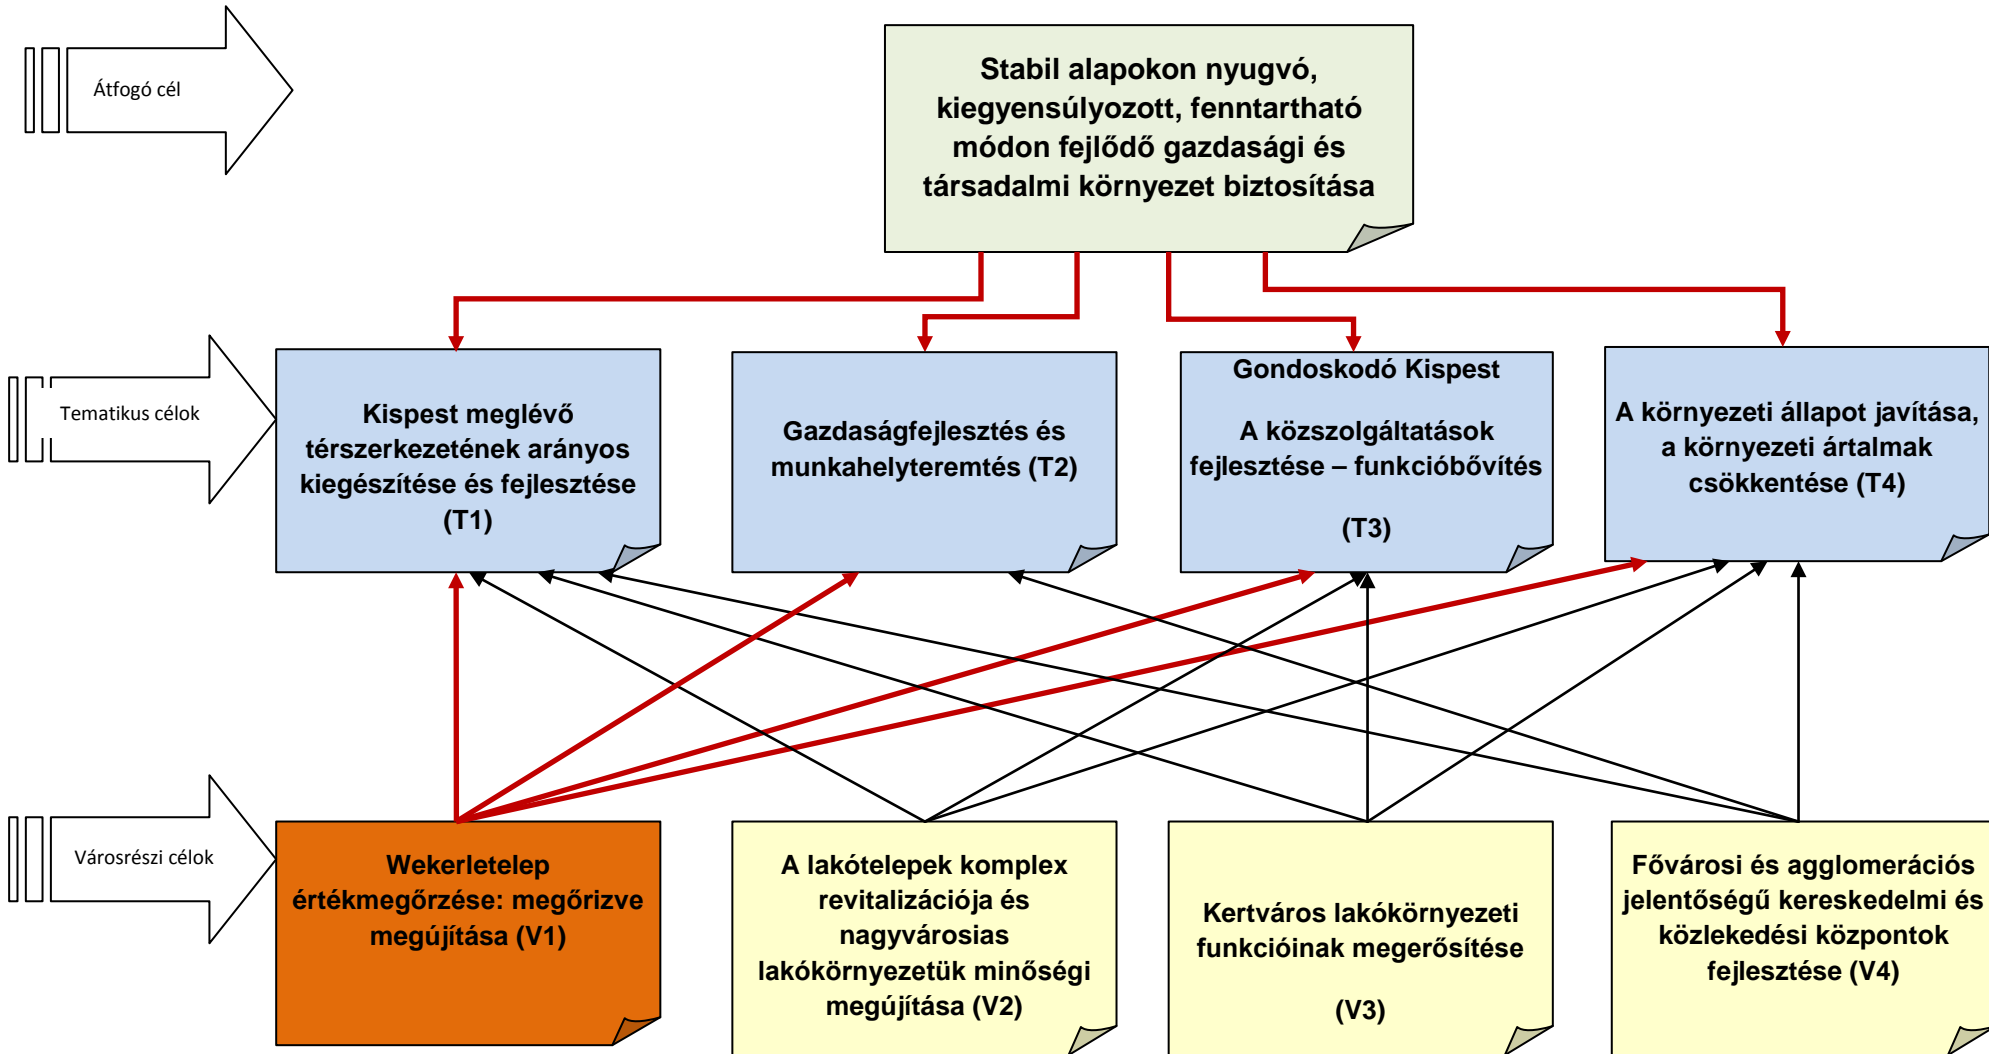 Átfogó cél
Stabil alapokon nyugvó,
kiegyensúlyozott, fenntartható
módon fejlődő gazdasági és
társadalmi környezet biztosítása
Tematikus célok
Kispest meglévő
térszerkezetének arányos
kiegészítése és fejlesztése
(T1)
Gazdaságfejlesztés és
munkahelyteremtés (T2)
Gondoskodó Kispest
A közszolgáltatások
fejlesztése – funkcióbővítés
(T3)
A környezeti állapot javítása,
a környezeti ártalmak
csökkentése (T4)
Városrészi célok
Wekerletelep
értékmegőrzése: megőrizve
megújítása (V1)
A lakótelepek komplex
revitalizációja és
nagyvárosias
lakókörnyezetük minőségi
megújítása (V2)
Kertváros lakókörnyezeti
funkcióinak megerősítése
(V3)
Fővárosi és agglomerációs
jelentőségű kereskedelmi és
közlekedési központok
fejlesztése (V4)